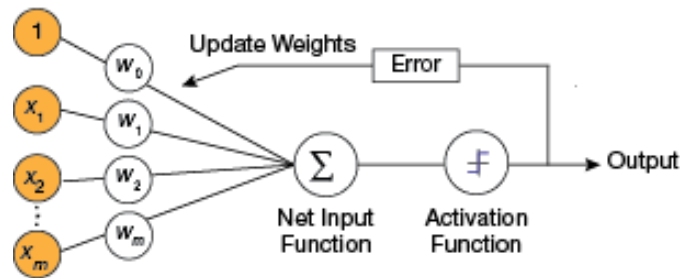 1
w₀
Update Weights
Error
x₁
w₁
x₂
w₂
Σ
Output
xₘ
wₘ
Net Input
Function
Activation
Function